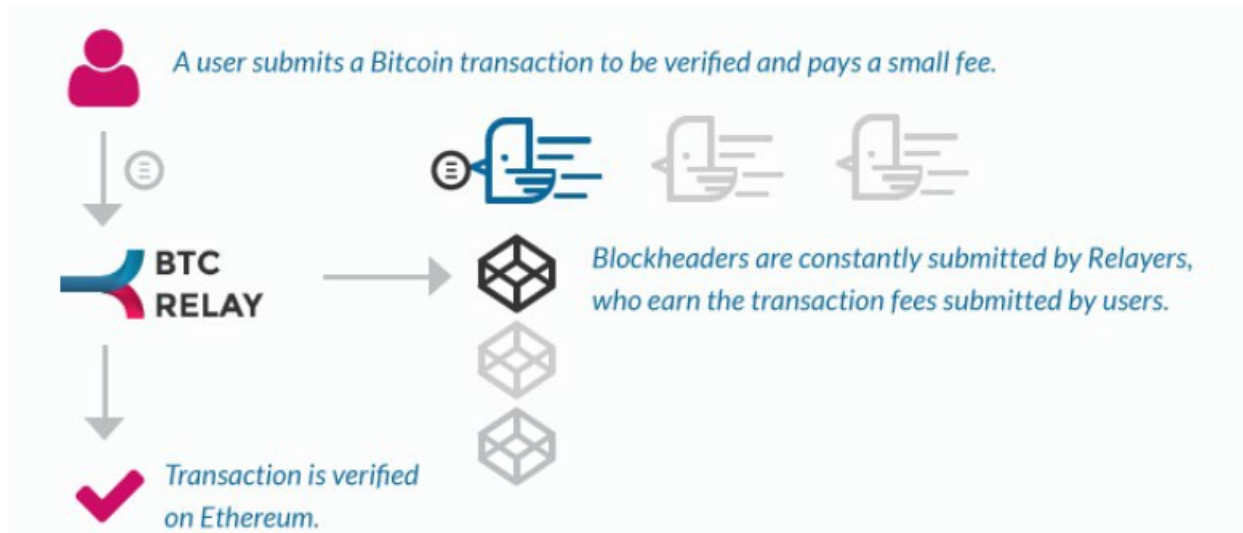 A user submits a Bitcoin transaction to be verified and pays a small fee.
BTC
RELAY
Blockheaders are constantly submitted by Relayers,
who earn the transaction fees submitted by users.
Transaction is verified
on Ethereum.